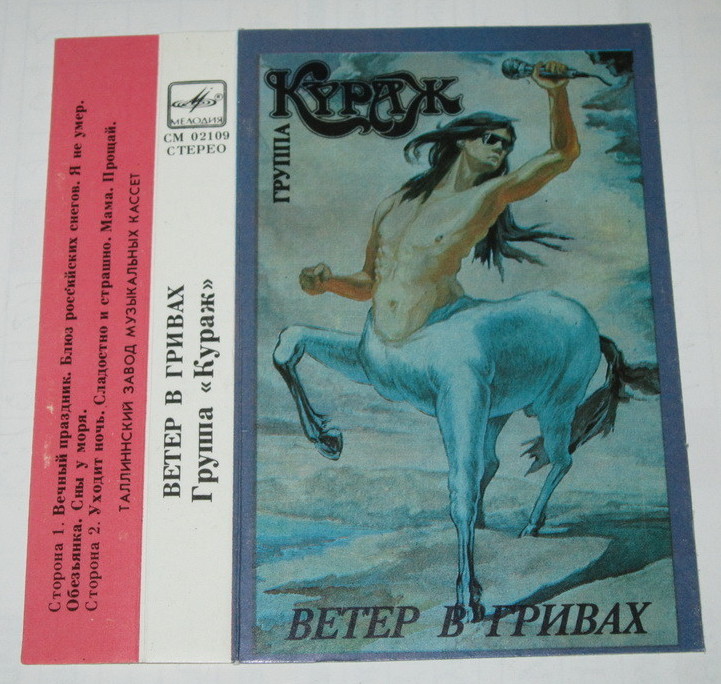 Сторона 1. Вечный праздник. Блюз российских снегов. Я не умер.
Обезьянка. Сны у моря.
Сторона 2. Уходит ночь. Сладостно и страшно. Мама. Прощай.
ТАЛЛИННСКИЙ ЗАВОД МУЗЫКАЛЬНЫХ КАССЕТ
МЕЛОДИЯ
СМ 02109
СТЕРЕО
ВЕТЕР В ГРИВАХ
Группа «Кураж»
ГРУППА
КУРАЖ
ВЕТЕР В ГРИВАХ